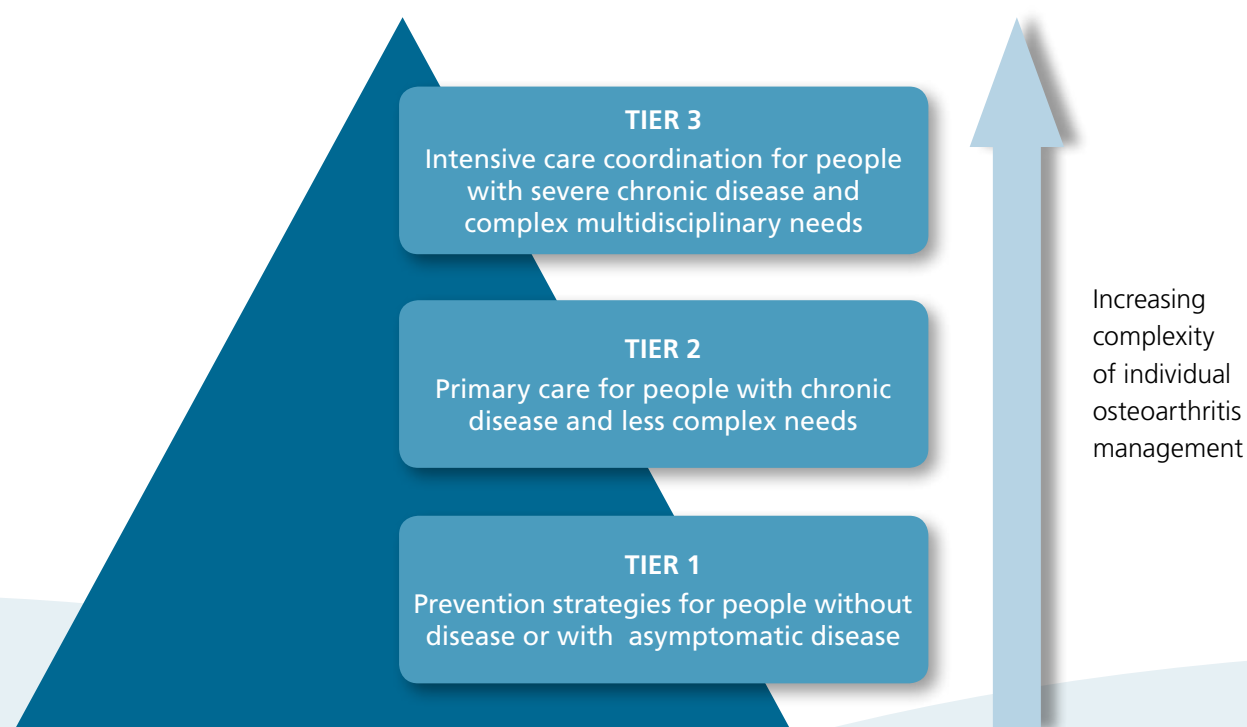 TIER 3
Intensive care coordination for people
with severe chronic disease and
complex multidisciplinary needs
TIER 2
Primary care for people with chronic
disease and less complex needs
TIER 1
Prevention strategies for people without
disease or with asymptomatic disease
Increasing
complexity
of individual
osteoarthritis
management